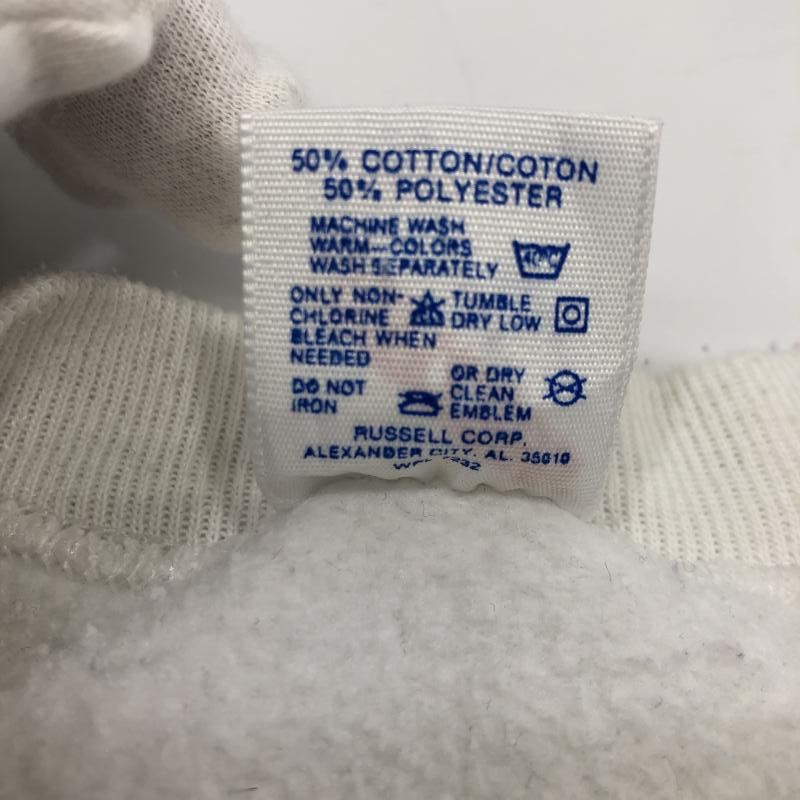 50% COTTON/COTON
50% POLYESTER
MACHINE WASH
WARM—COLORS
WASH SEPARATELY
40°C
ONLY NON-
CHLORINE
BLEACH WHEN
NEEDED
TUMBLE
DRY LOW
DO NOT
IRON
OR DRY
CLEAN
EMBLEM
RUSSELL CORP.
ALEXANDER CITY, AL. 35010